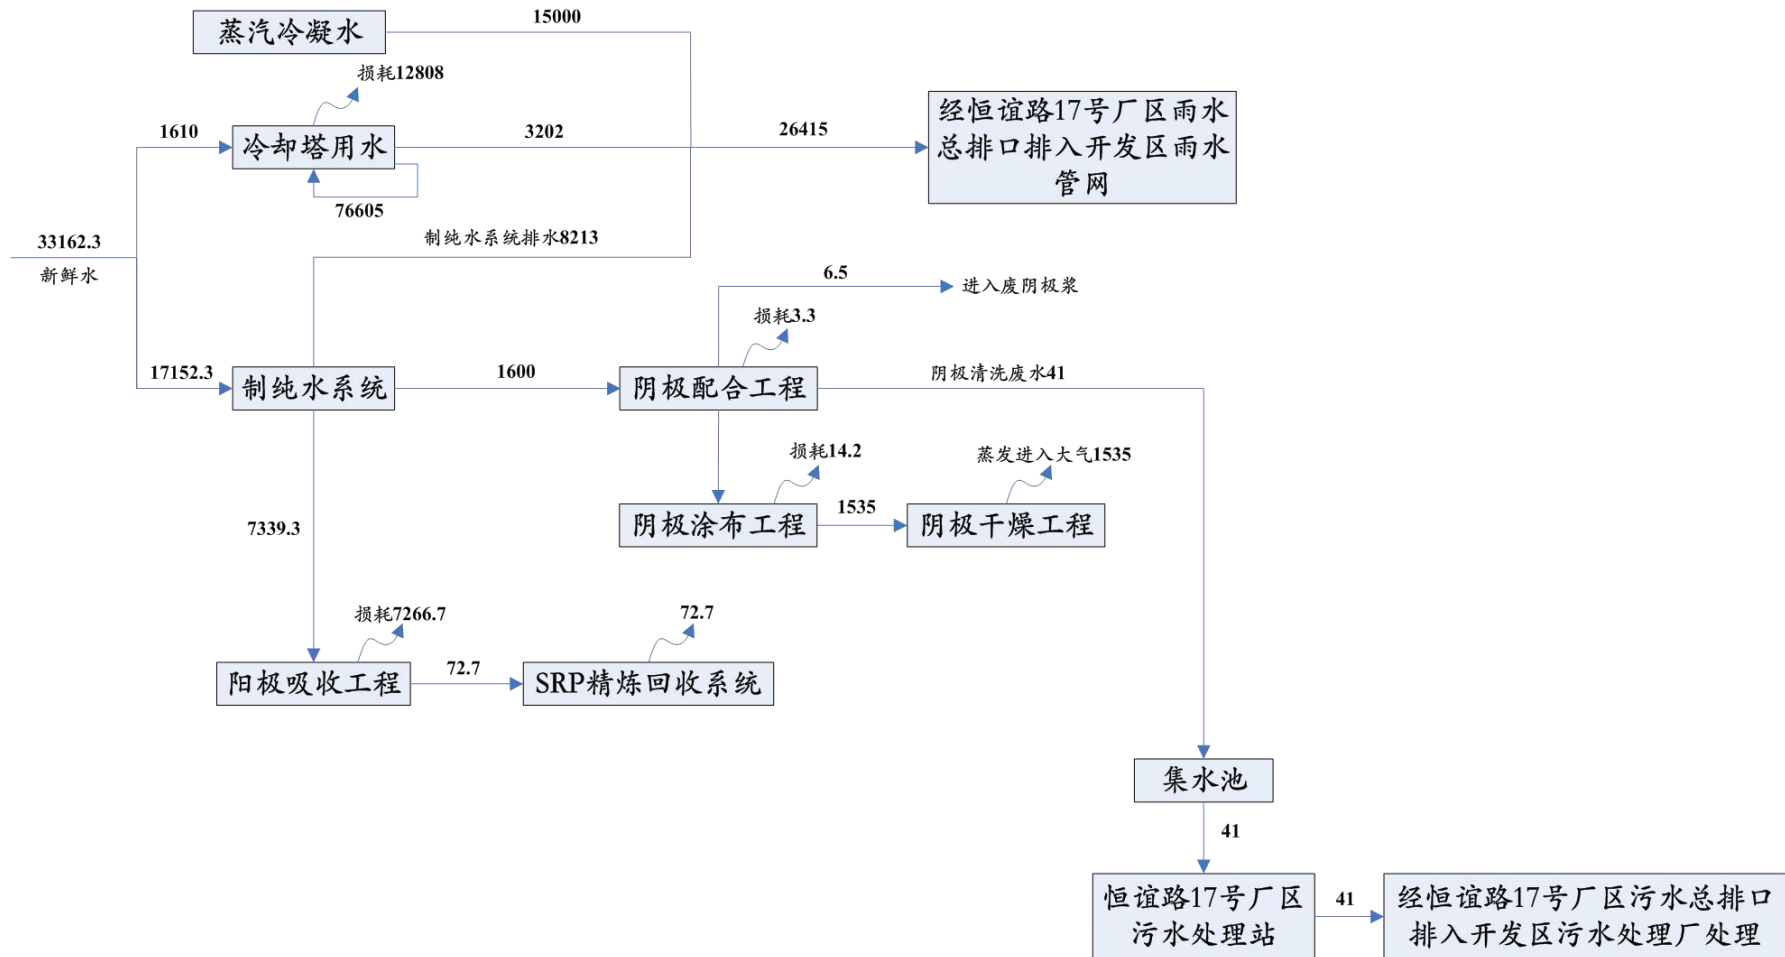 15000
蒸汽冷凝水
损耗12808
1610
冷却塔用水
3202
26415
经恒谊路17号厂区雨水
总排口排入开发区雨水
管网
76605
33162.3
新鲜水
制纯水系统排水8213
6.5
进入废阴极浆
损耗3.3
17152.3
制纯水系统
1600
阴极配合工程
阴极清洗废水41
损耗14.2
蒸发进入大气1535
阴极涂布工程
1535
阴极干燥工程
7339.3
损耗7266.7
72.7
阳极吸收工程
72.7
SRP精炼回收系统
集水池
41
恒谊路17号厂区
污水处理站
41
经恒谊路17号厂区污水总排口
排入开发区污水处理厂处理